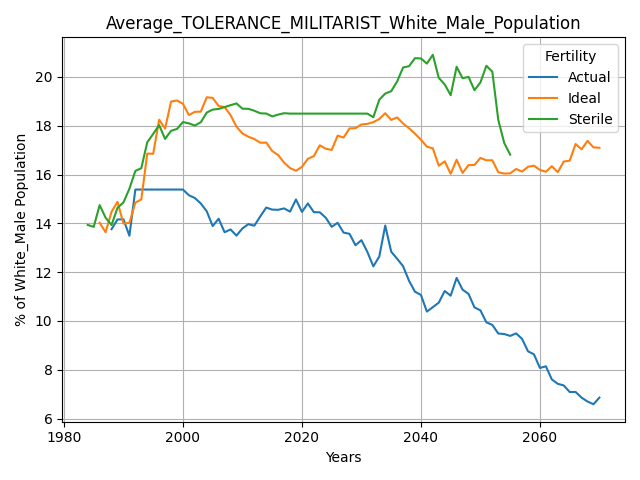 Average_TOLERANCE_MILITARIST_White_Male_Population
Fertility
Actual
Ideal
Sterile
% of White_Male Population
20
18
16
14
12
10
8
6
1980
2000
2020
2040
2060
Years